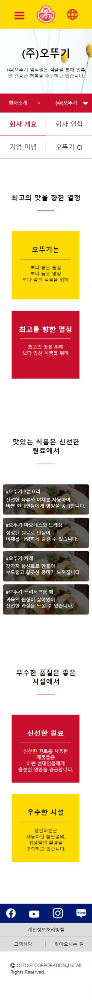 오뚜기
(주)오뚜기
(주)오뚜기 임직원은 식품을 통해 인류
의 건강과 행복을 추구하고 있습니다.
회사소개 > (주)오뚜기
회사 개요 회사 연혁
기업 이념 오뚜기 CI
최고의 맛을 향한 열정
오뚜기는
보다 좋은 품질
보다 높은 영양
보다 앞선 식품을 위해
최고를 향한 열정
최고의 맛을 위해
보다 앞선 식품을 위해
맛있는 식품은 신선한
원료에서
#오뚜기 3분요리
신선한 육류와 야채를 사용하여
바쁜 현대인들에게 영양을 공급합니다.
#오뚜기 마요네스와 드레싱
정성된 원료로 만들어
야채를 다양하게 즐길 수 있습니다.
#오뚜기 카레
갖가지 향신료로 만들어
부드럽고 향긋한 풍미가 느껴집니다.
#오뚜기 프리저브형 쨈
과육의 원형이 살아있어
신선한 과실을 느낄 수 있습니다.
우수한 품질은 좋은
시설에서
신선한 원료
신선한 원료를 사용한
제품들은
바쁜 현대인들에게
충분한 영양을 공급합니다.
우수한 시설
생산라인은
자동화된 첨단설비,
위생적인 환경을
구축하고 있습니다.
blog
개인정보처리방침
고객상담 | 찾아오시는 길
© OTTOGI CORPORATION.,Ltd All
Rights Reserved.